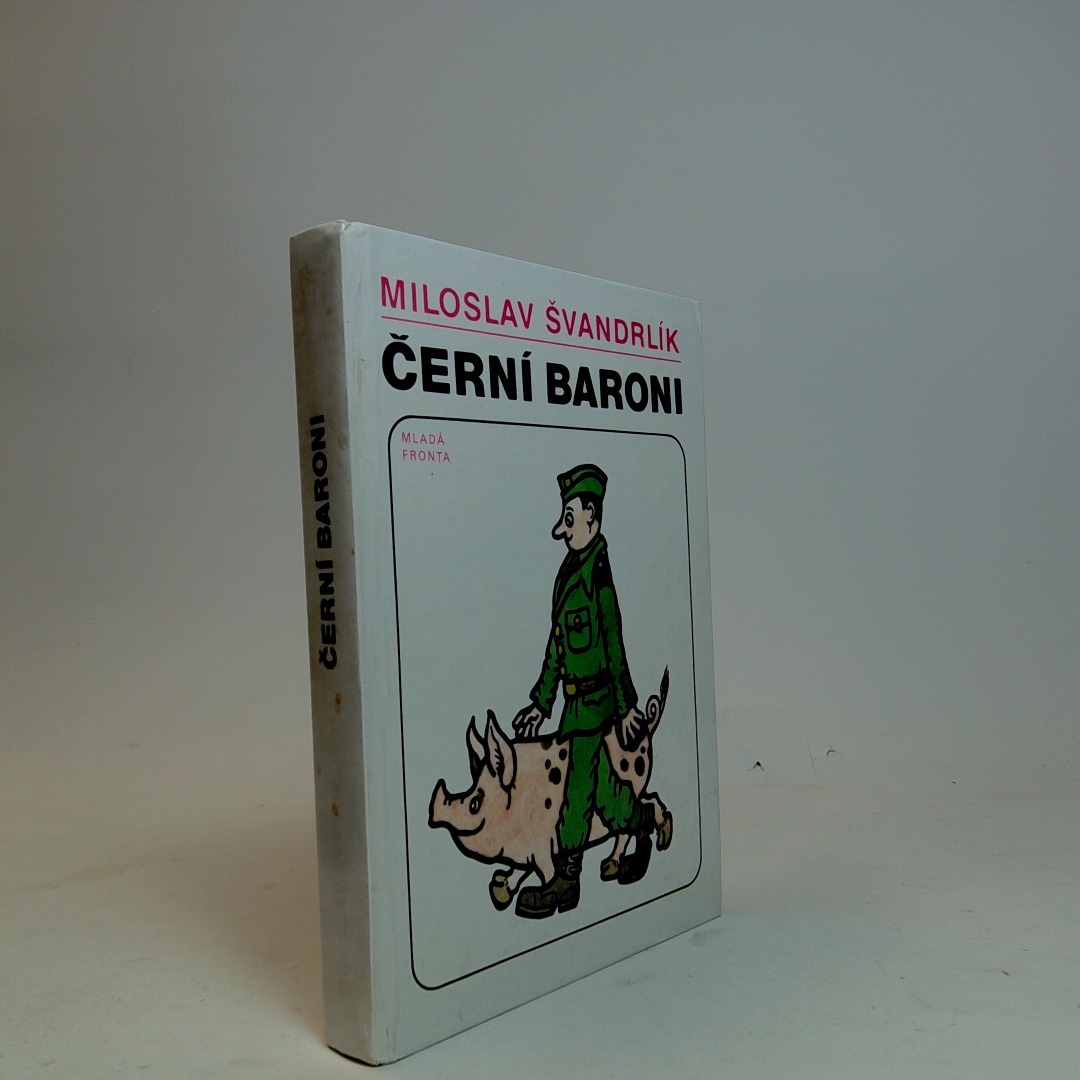 MILOSLAV ŠVANDRLÍK
ČERNÍ BARONI
MLADÁ
FRONTA
ČERNÍ BARONI